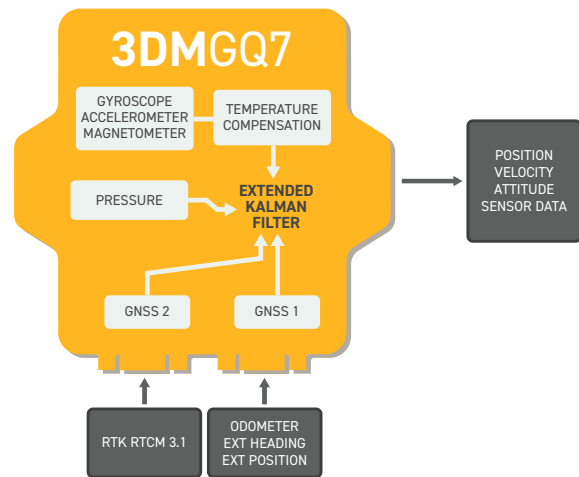 3DMGQ7
GYROSCOPE
ACCELEROMETER
MAGNETOMETER
TEMPERATURE
COMPENSATION
PRESSURE
EXTENDED
KALMAN
FILTER
GNSS 2
GNSS 1
POSITION
VELOCITY
ATTITUDE
SENSOR DATA
RTK RTCM 3.1
ODOMETER
EXT HEADING
EXT POSITION